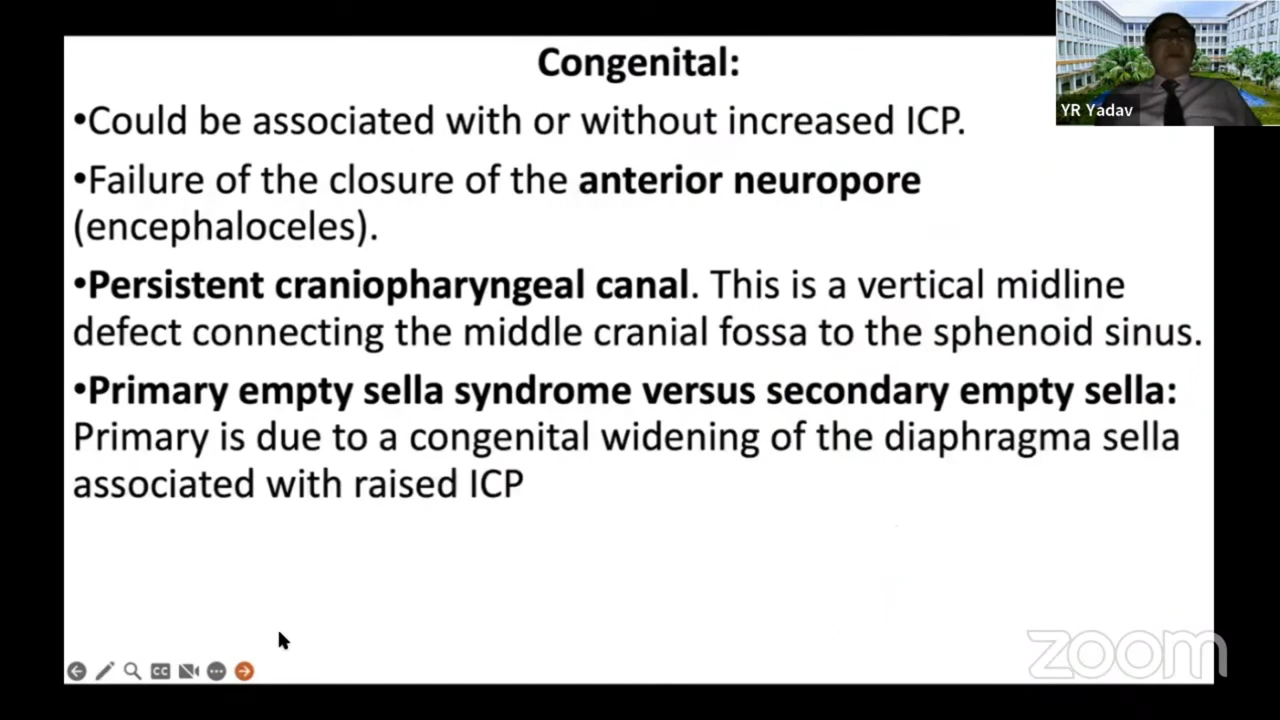 Congenital:
•Could be associated with or without increased ICP.
•Failure of the closure of the anterior neuropore
(encephaloceles).
•Persistent craniopharyngeal canal. This is a vertical midline
defect connecting the middle cranial fossa to the sphenoid sinus.
•Primary empty sella syndrome versus secondary empty sella:
Primary is due to a congenital widening of the diaphragma sella
associated with raised ICP
YR Yadav
CC
zoom